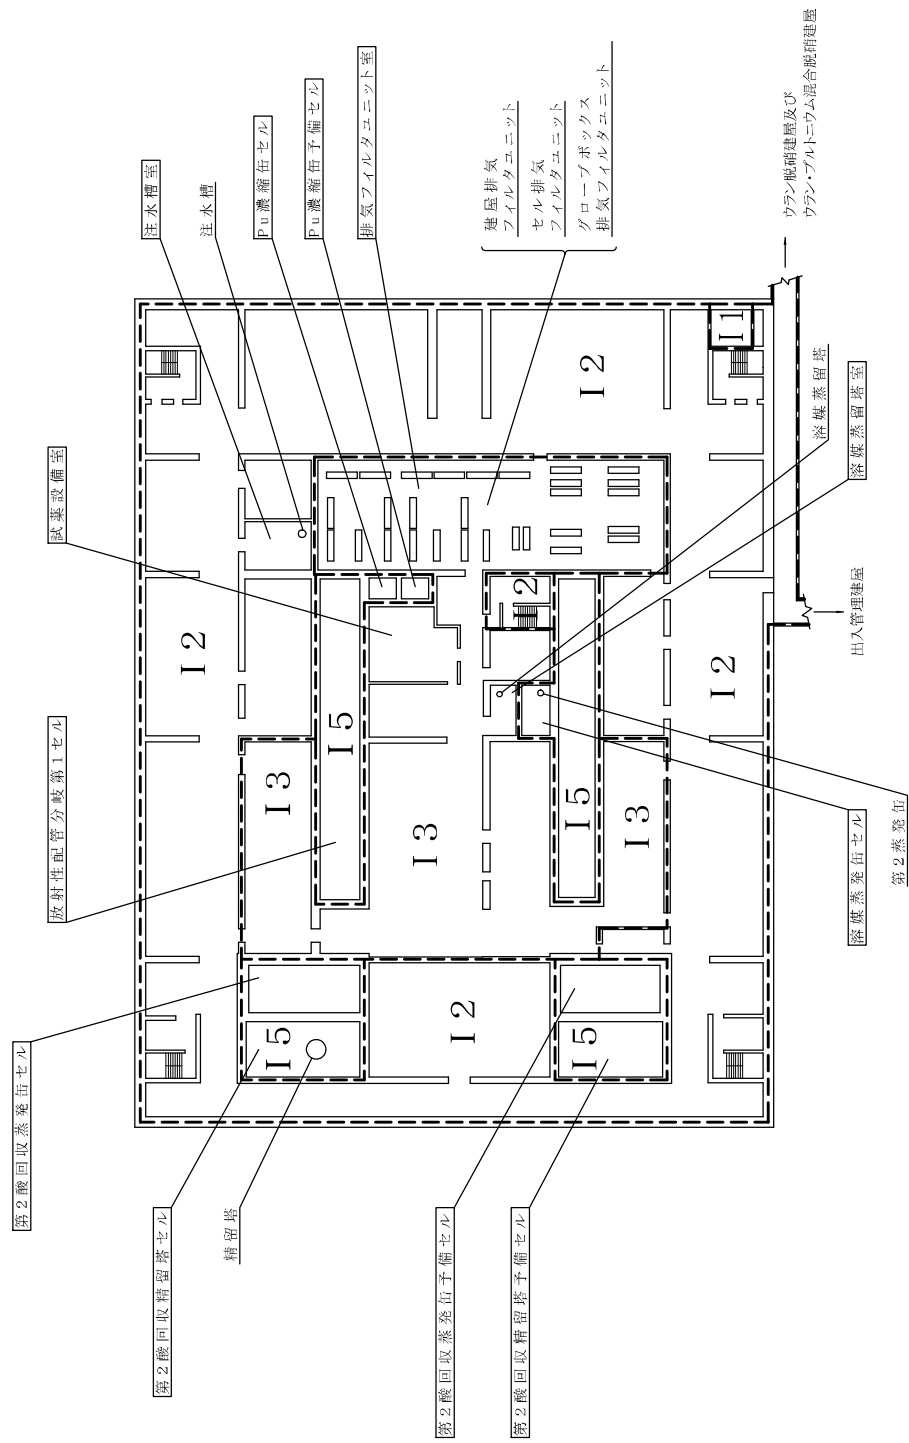 注水槽室
注水槽
Pu濃縮缶セル
Pu濃縮缶予備セル
排気フィルタユニット室
建屋排気
フィルタユニット
セル排気
フィルタユニット
グローブボックス
排気フィルタユニット
ウラン脱硝建屋及び
ウラン・プルトニウム混合脱硝建屋
試薬設備室
溶媒蒸留塔
溶媒蒸留塔室
出入管理建屋
放射性配管分岐第1セル
溶媒蒸発缶セル
第2蒸発缶
第2酸回収蒸発缶セル
第2酸回収精留塔セル
精留塔
第2酸回収蒸発缶予備セル
第2酸回収精留塔予備セル
I1
I2
I2
I2
I2
I5
I5
I3
I3
I3
I5
I2
I5